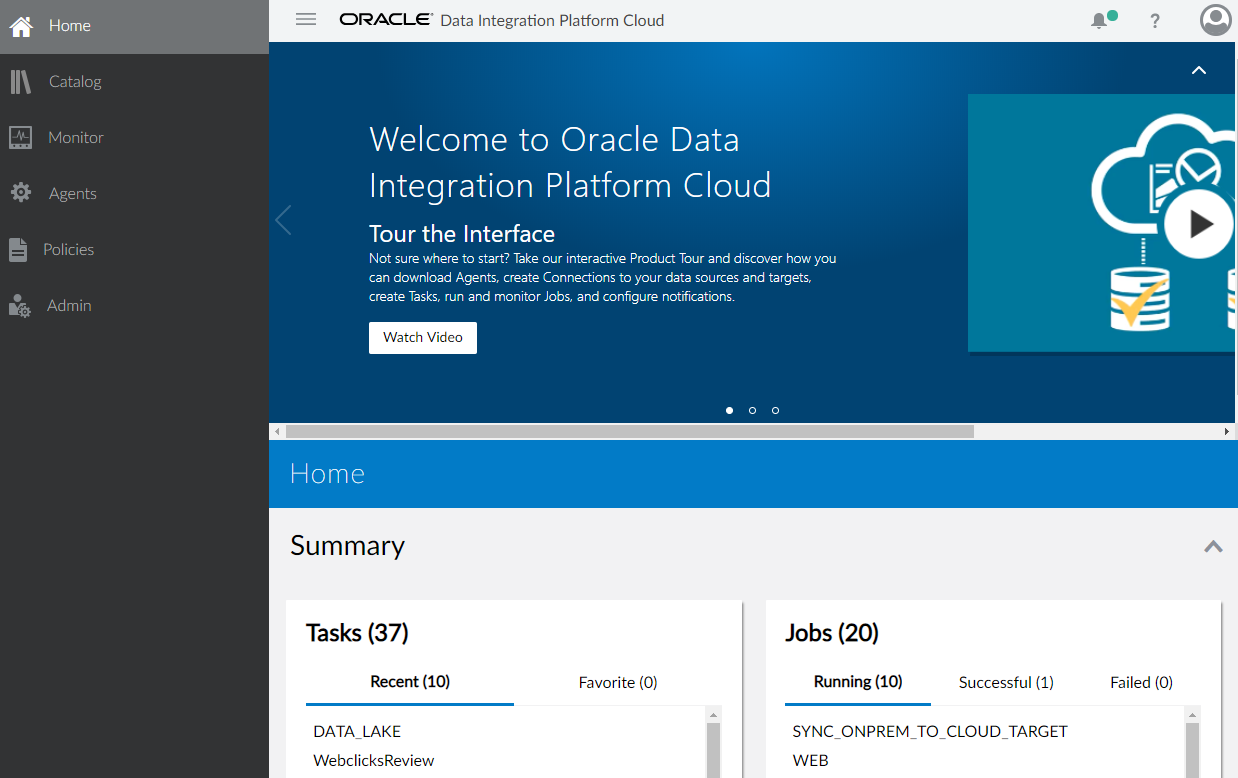 Home
Catalog
Monitor
Agents
Policies
Admin
ORACLE® Data Integration Platform Cloud
?
Welcome to Oracle Data
Integration Platform Cloud
Tour the Interface
Not sure where to start? Take our interactive Product Tour and discover how you
can download Agents, create Connections to your data sources and targets,
create Tasks, run and monitor Jobs, and configure notifications.
Watch Video
Home
Summary
Tasks (37)
Recent (10) Favorite (0)
DATA_LAKE
WebclicksReview
Jobs (20)
Running (10) Successful (1) Failed (0)
SYNC_ONPREM_TO_CLOUD_TARGET
WEB